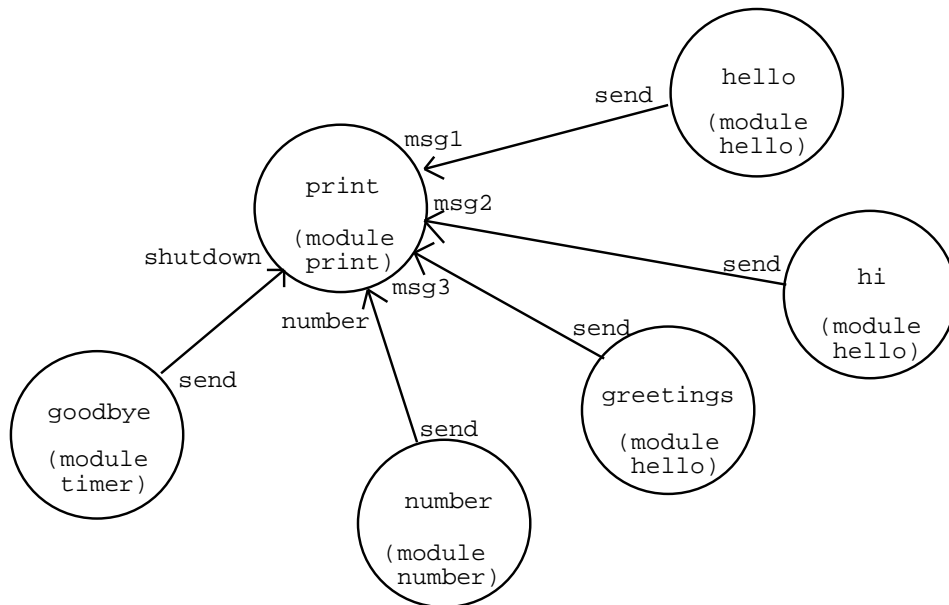 hello
(module
hello)
send
msg1
print
(module
print)
msg2
send
hi
(module
hello)
shutdown
msg3
number
send
greetings
(module
hello)
send
goodbye
(module
timer)
send
number
(module
number)